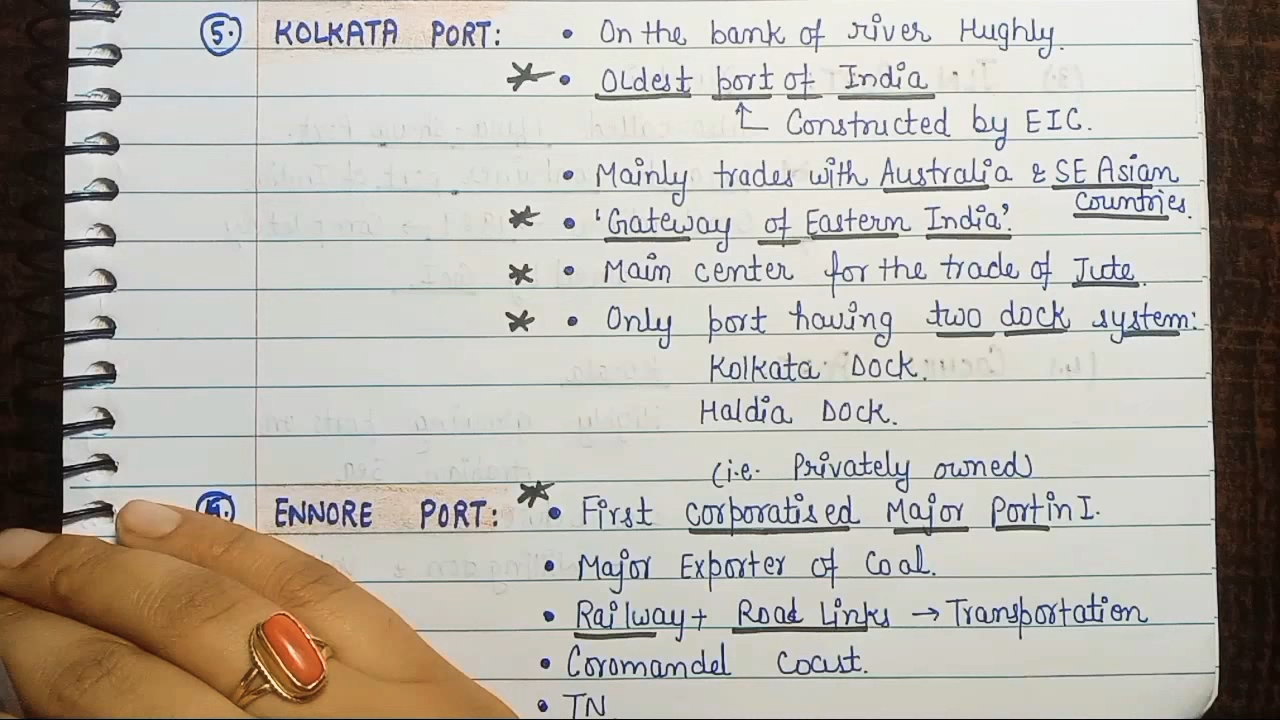 5. KOLKATA PORT: • On the bank of river Hughly.
• Oldest port of India.
Constructed by EIC.
• Mainly trades with Australia & SE Asian
Countries.
• 'Gateway of Eastern India'.
• Main center for the trade of Jute.
• Only port having two dock system:
Kolkata Dock.
Haldia Dock.
(i.e. Privately owned)
ENNORE PORT: • First corporatised Major Port in I.
• Major Exporter of Coal.
• Railway + Road Links → Transportation
• Coromandel Coast.
• TN